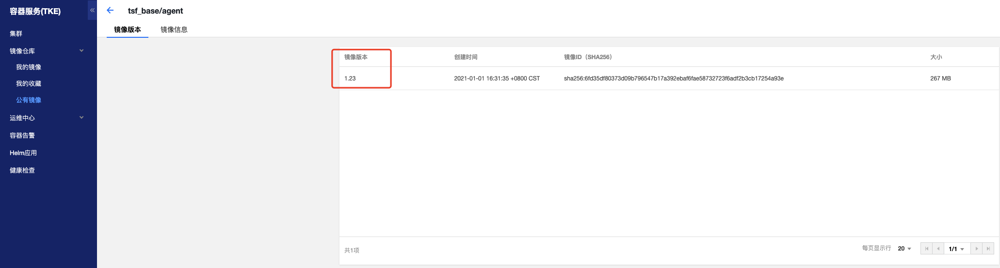 容器服务(TKE)
集群
镜像仓库
我的镜像
我的收藏
公有镜像
运维中心
容器告警
Helm应用
健康检查
tsf_base/agent
镜像版本 镜像信息
镜像版本 创建时间 镜像ID（SHA256） 大小
1.23 2021-01-01 16:31:35 +0800 CST sha256:6fd35df80373d09b796547b17a392ebaf6fae58732723f6adf2b3cb17254a93e 267 MB
共1项 每页显示行 20 1/1